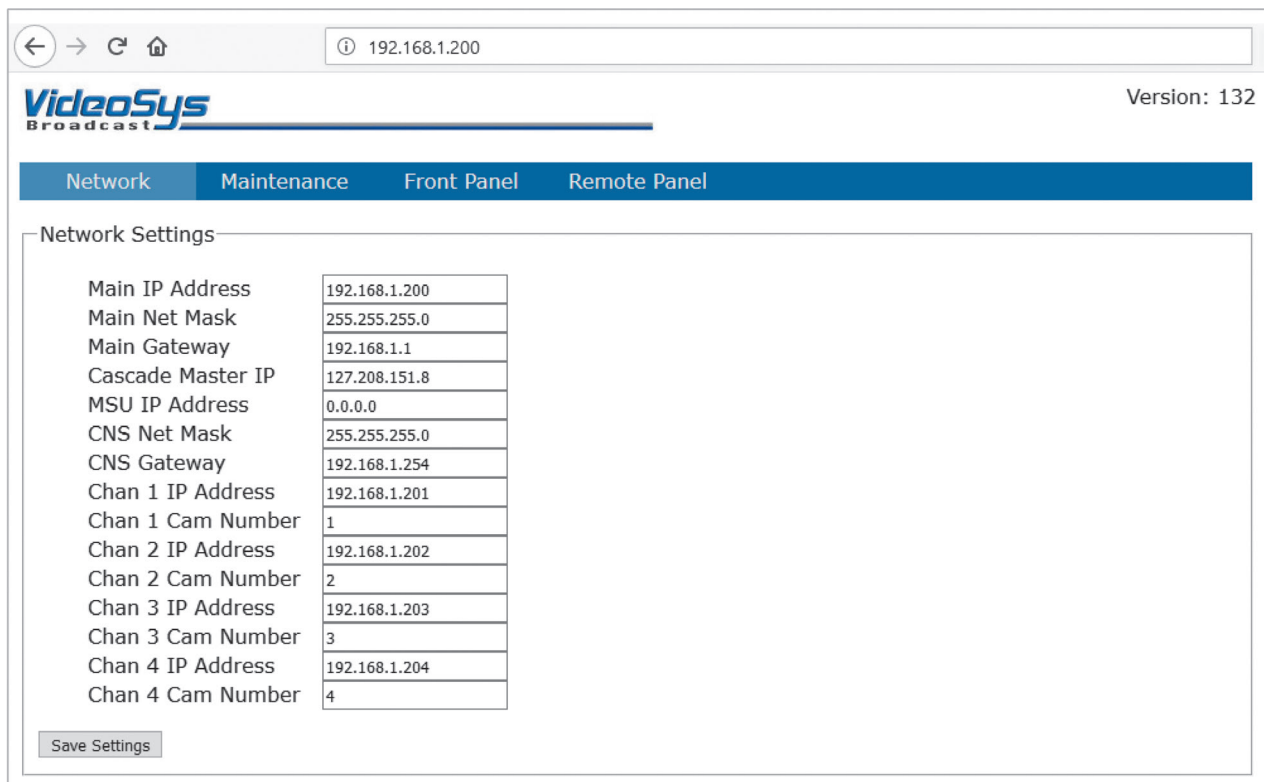 192.168.1.200
VideoSys
Broadcast
Version: 132
Network Maintenance Front Panel Remote Panel
Network Settings
Main IP Address 192.168.1.200
Main Net Mask 255.255.255.0
Main Gateway 192.168.1.1
Cascade Master IP 127.208.151.8
MSU IP Address 0.0.0.0
CNS Net Mask 255.255.255.0
CNS Gateway 192.168.1.254
Chan 1 IP Address 192.168.1.201
Chan 1 Cam Number 1
Chan 2 IP Address 192.168.1.202
Chan 2 Cam Number 2
Chan 3 IP Address 192.168.1.203
Chan 3 Cam Number 3
Chan 4 IP Address 192.168.1.204
Chan 4 Cam Number 4
Save Settings